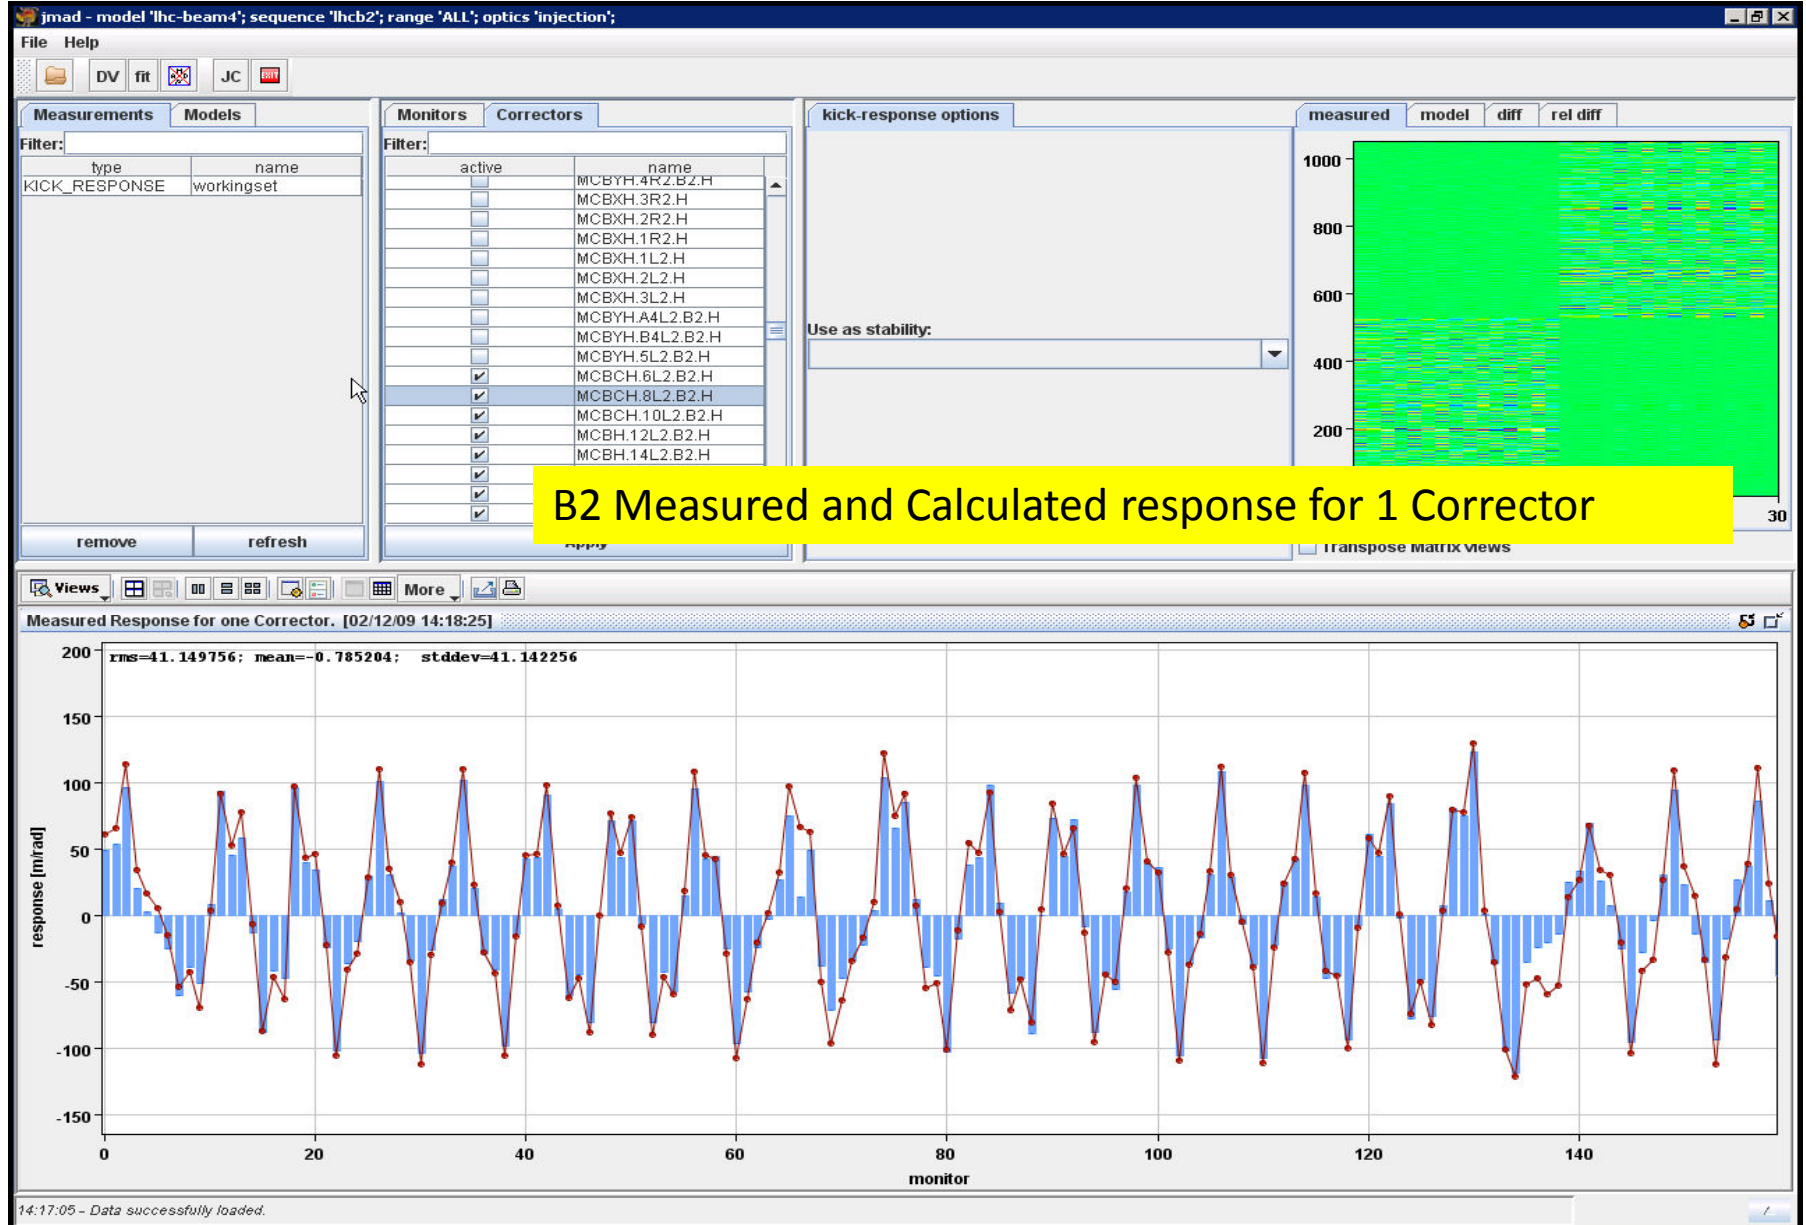 jmad - model 'lhc-beam4'; sequence 'lhcb2'; range 'ALL'; optics 'injection';
File Help
DV fit JC EXIT
Measurements Models
Filter:
type name
KICK_RESPONSE workingset
remove refresh
Monitors Correctors
Filter:
active name
MCBYH.4R2.B2.H
MCBXH.3R2.H
MCBXH.2R2.H
MCBXH.1R2.H
MCBXH.1L2.H
MCBXH.2L2.H
MCBXH.3L2.H
MCBYH.A4L2.B2.H
MCBYH.B4L2.B2.H
MCBYH.5L2.B2.H
MCBCH.6L2.B2.H
MCBCH.8L2.B2.H
MCBCH.10L2.B2.H
MCBH.12L2.B2.H
MCBH.14L2.B2.H
Apply
kick-response options
Use as stability:
measured model diff rel diff
1000
800
600
400
200
30
Transpose Matrix views
B2 Measured and Calculated response for 1 Corrector
Views More
Measured Response for one Corrector. [02/12/09 14:18:25]
rms=41.149756; mean=-0.785204; stddev=41.142256
200
150
100
50
0
-50
-100
-150
response [m/rad]
0 20 40 60 80 100 120 140
monitor
14:17:05 - Data successfully loaded.